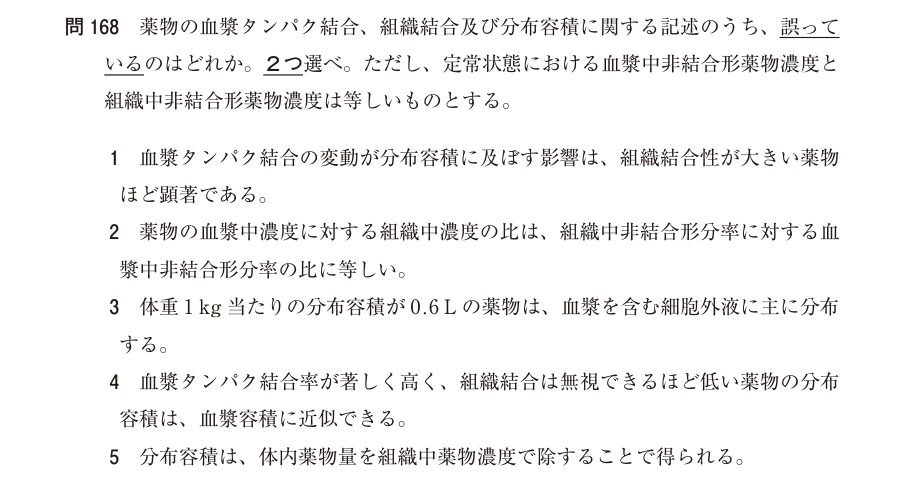 問168　薬物の血漿タンパク結合、組織結合及び分布容積に関する記述のうち、誤って
いるのはどれか。２つ選べ。ただし、定常状態における血漿中非結合形薬物濃度と
組織中非結合形薬物濃度は等しいものとする。
1　血漿タンパク結合の変動が分布容積に及ぼす影響は、組織結合性が大きい薬物
ほど顕著である。
2　薬物の血漿中濃度に対する組織中濃度の比は、組織中非結合形分率に対する血
漿中非結合形分率の比に等しい。
3　体重１kg 当たりの分布容積が 0.6 L の薬物は、血漿を含む細胞外液に主に分布
する。
4　血漿タンパク結合率が著しく高く、組織結合は無視できるほど低い薬物の分布
容積は、血漿容積に近似できる。
5　分布容積は、体内薬物量を組織中薬物濃度で除することで得られる。